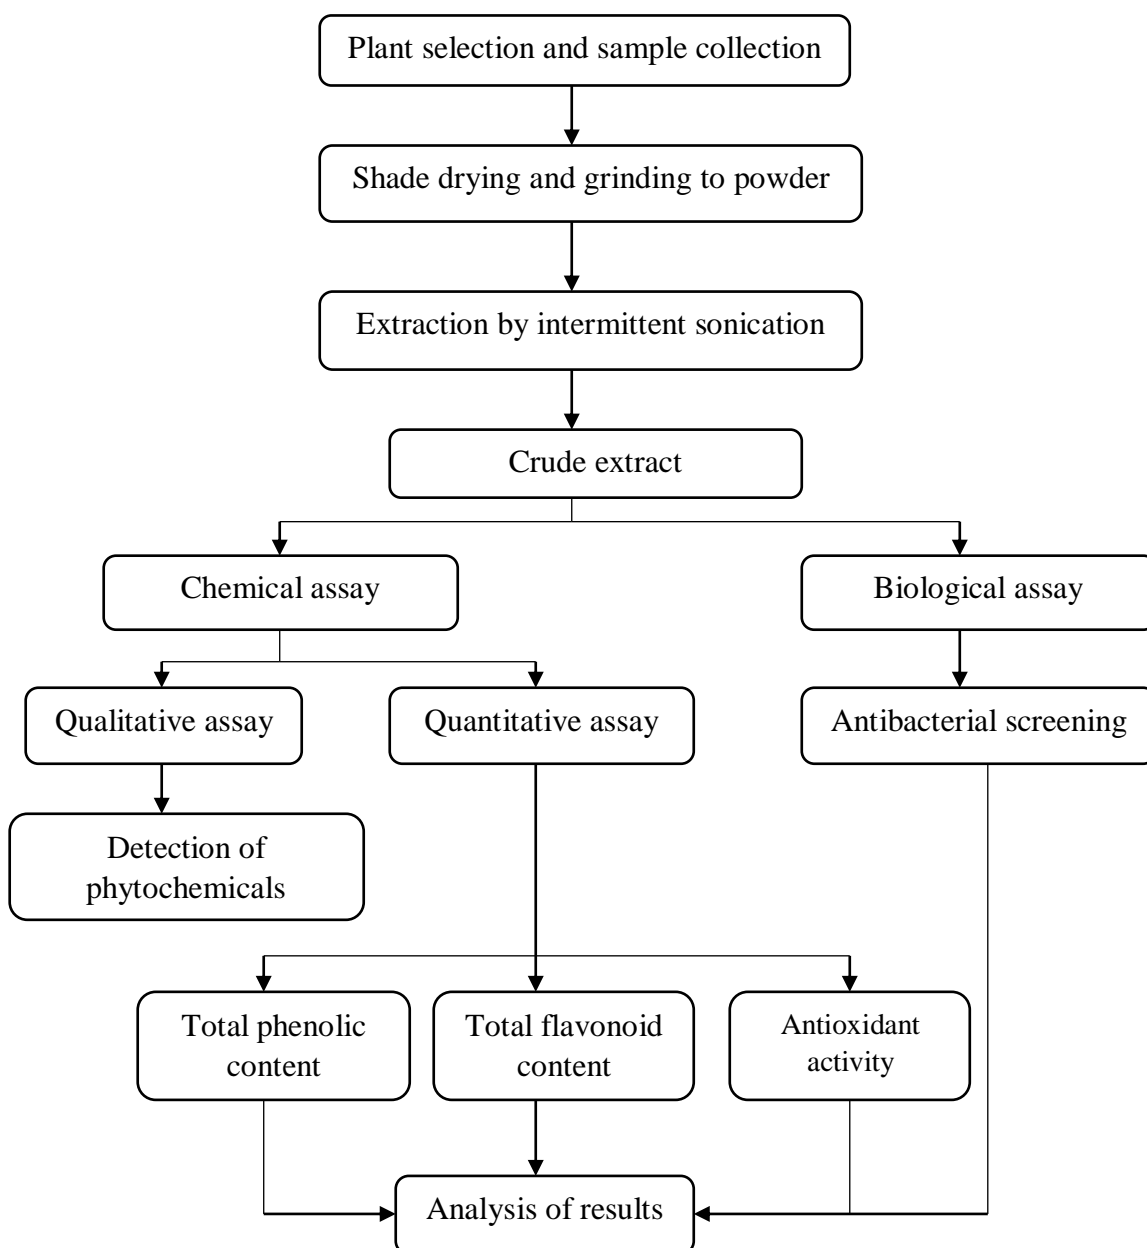 Plant selection and sample collection
Shade drying and grinding to powder
Extraction by intermittent sonication
Crude extract
Chemical assay
Biological assay
Qualitative assay
Quantitative assay
Antibacterial screening
Detection of
phytochemicals
Total phenolic
content
Total flavonoid
content
Antioxidant
activity
Analysis of results